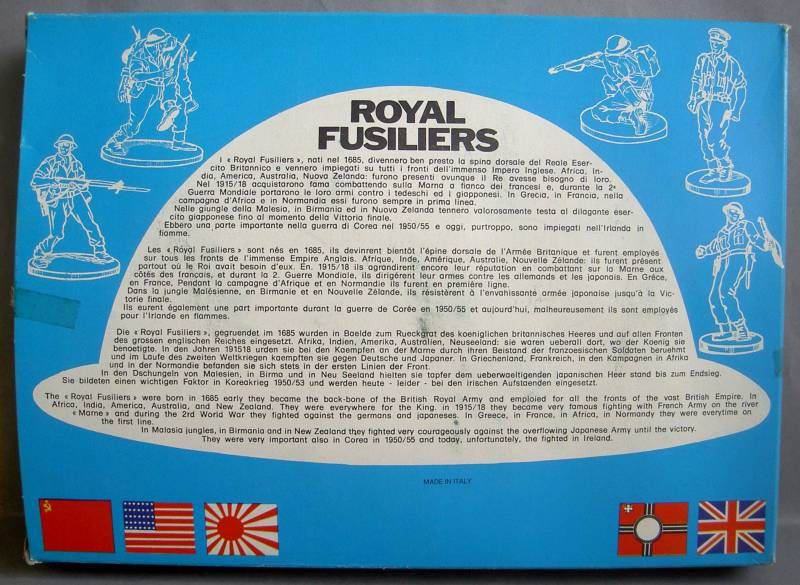 ROYAL
FUSILIERS
I « Royal Fusiliers », nati nel 1685, divennero ben presto la spina dorsale del Reale Eser-
cito Britannico e vennero impiegati su tutti i fronti dell'immenso Impero Inglese. Africa, In-
dia, America, Australia, Nuova Zelanda: furono presenti ovunque il Re avesse bisogno di loro.
Nel 1915/18 acquistarono fama combattendo sulla Marna a fianco dei francesi e, durante la 2ª
Guerra Mondiale portarono le loro armi contro i tedeschi ed i giapponesi. In Grecia, in Francia, nella
campagna d'Africa e in Normandia essi furono sempre in prima linea.
Nelle giungle della Malesia, in Birmania ed in Nuova Zelanda tennero valorosamente testa al dilagante eser-
cito giapponese fino al momento della Vittoria finale.
Ebbero una parte importante nella guerra di Corea nel 1950/55 e oggi, purtroppo, sono impiegati nell'Irlanda in
fiamme.
Les « Royal Fusiliers » sont nés en 1685, ils devinrent bientôt l'épine dorsale de l'Armée Britanique et furent employés
sur tous les fronts de l'immense Empire Anglais. Afrique, Inde, Amérique, Australie, Nouvelle Zélande: ils furent présent
partout où le Roi avait besoin d'eux. En. 1915/18 ils agrandirent encore leur réputation en combattant sur la Marne aux
côtés des français, et durant la 2. Guerre Mondiale, ils dirigèrent leur armes contre les allemands et les japonais. En Grèce,
en France, Pendant la campagne d'Afrique et en Normandie ils furent en première ligne.
Dans la jungle Malésienne, en Birmanie et en Nouvelle Zélande, ils résistèrent à l'envahissante armée japonaise jusqu'à la Vic-
torie finale.
Ils eurent également une part importante durant la guerre de Corée en 1950/55 et aujourd'hui, malheureusement ils sont employés
pour l'Irlande en flammes.
Die « Royal Fusiliers », gegruendet im 1685 wurden in Baelde zum Rueckgrat des koeniglichen britannisches Heeres und auf allen Fronten
des grossen englischen Reiches eingesetzt. Afrika, Indien, Amerika, Australien, Neuseeland: sie waren ueberall dort, wo der Koenig sie
benoetigte. In den Jahren 191518 urden sie bei den Kaempfen an der Marne durch ihren Beistand der franzoesischen Soldaten beruehmt
und im Laufe des zweiten Weltkriegen kaempften sie gegen Deutsche und Japaner. In Griechenland, Frankreich, in den Kampagnen in Afrika
und in der Normandie befanden sie sich stets in der ersten Linien der Front.
In den Dschungeln von Malesien, in Birma und in Neu Seeland hielten sie tapfer dem ueberwaeltigenden japanischen Heer stand bis zum Endsieg.
Sie bildeten einen wichtigen Faktor in Koreakrieg 1950/53 und werden heute - leider - bei den irischen Aufstaenden eingesetzt.
The « Royal Fusiliers » were born in 1685 early they became the back-bone of the British Royal Army and emploied for all the fronts of the vast British Empire. In
Africa, India, America, Australia, and New Zealand. They were everywhere for the King. In 1915/18 they became very famous fighting with French Army on the river
« Marne » and during the 2rd World War they fought against the germans and japaneses. In Greece, in France, in Africa, in Normandy they were everytime on
the first line.
In Malasia jungles, in Birmania and in New Zealand they fighted very courageously against the overflowing Japanese Army until the victory.
They were very important also in Corea in 1950/55 and today, unfortunately, the fighted in Ireland.
MADE IN ITALY